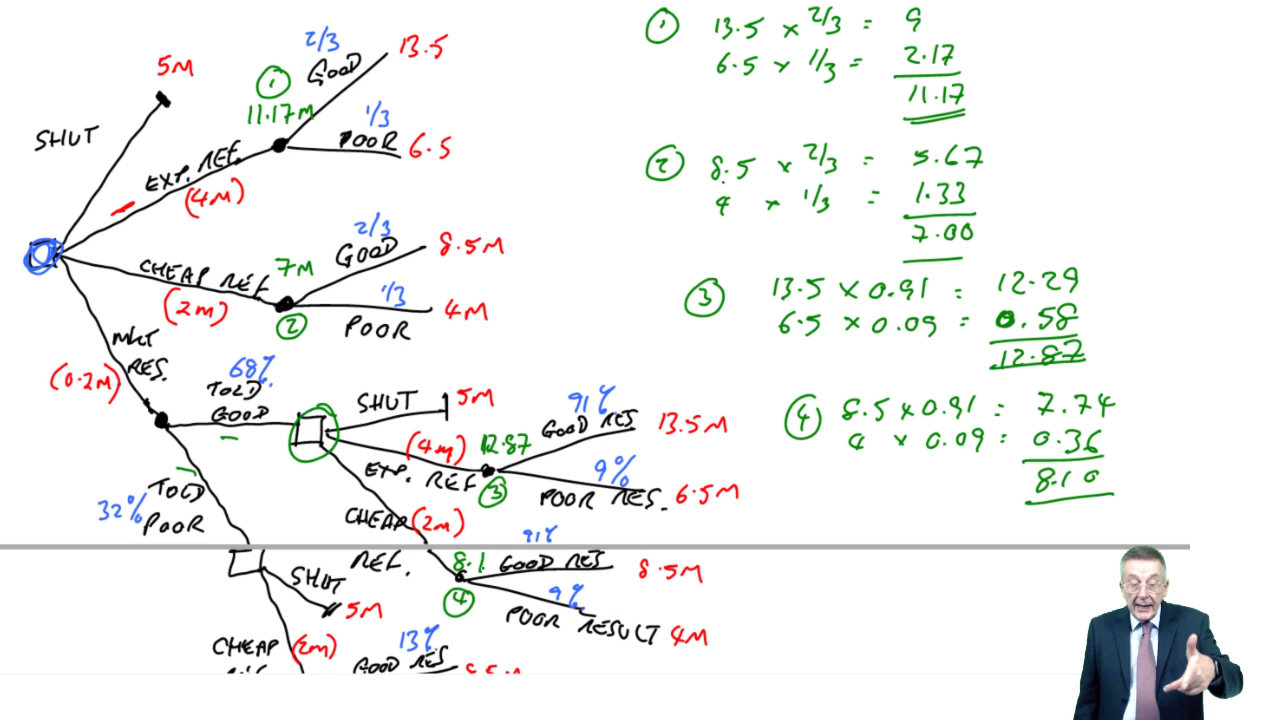 5M
SHUT
2/3
GOOD
13.5
①
11.17M
1/3
POOR
6.5
EXP. REF.
(4M)
CHEAP REF.
(2M)
7M
②
2/3
GOOD
8.5M
1/3
POOR
4M
MKT
RES.
(0.2M)
68%
TOLD
GOOD
SHUT
5M
(4M)
EXP. REF
12.87
③
91%
GOOD RES
13.5M
9%
POOR RES.
6.5M
CHEAP
(2M)
REF.
8.1
④
91%
GOOD RES
8.5M
9%
POOR RESULT
4M
32%
TOLD
POOR
SHUT
5M
CHEAP
(2M)
13%
GOOD RES
① 13.5 × 2/3 = 9
6.5 × 1/3 = 2.17
11.17
② 8.5 × 2/3 = 5.67
4 × 1/3 = 1.33
7.00
③ 13.5 × 0.91 = 12.29
6.5 × 0.09 = 0.58
12.87
④ 8.5 × 0.91 = 7.74
4 × 0.09 = 0.36
8.10